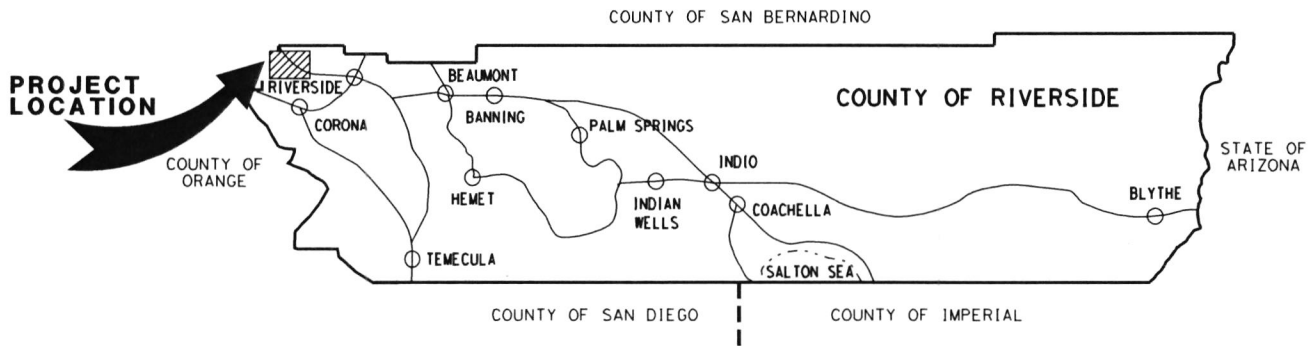 COUNTY OF SAN BERNARDINO
PROJECT
LOCATION
RIVERSIDE
BEAUMONT
COUNTY OF RIVERSIDE
CORONA
BANNING
PALM SPRINGS
COUNTY OF
ORANGE
STATE OF
ARIZONA
INDIO
HEMET
INDIAN
WELLS
COACHELLA
BLYTHE
TEMECULA
SALTON SEA
COUNTY OF SAN DIEGO
COUNTY OF IMPERIAL